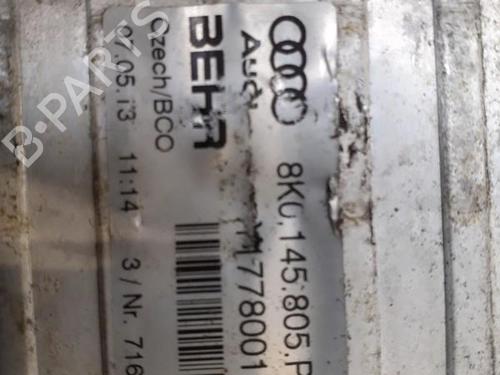 Audi 8K0.145.805.P
BEHR 778001
Czech/BCO
07.05.13 11:14 3 / Nr. 716
B-PARTS